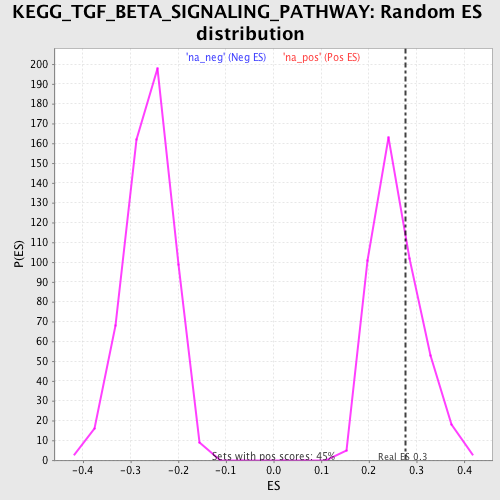 KEGG_TGF_BETA_SIGNALING_PATHWAY: Random ES
distribution
'na_neg' (Neg ES) 'na_pos' (Pos ES)
200
190
180
170
160
150
140
130
120
110
100
90
80
70
60
50
40
30
20
10
0
P(ES)
Sets with pos scores: 45%
Real ES 0.3
-0.4 -0.3 -0.2 -0.1 0.0 0.1 0.2 0.3 0.4
ES